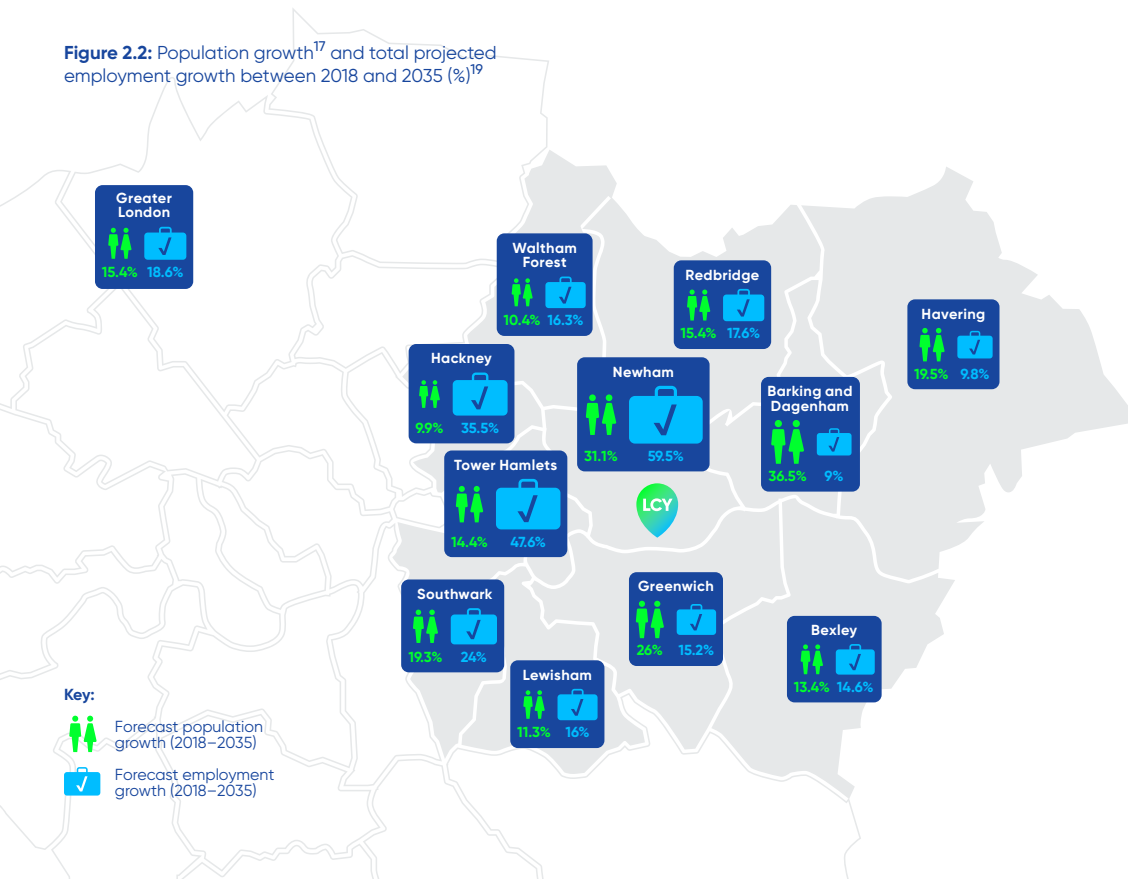 Figure 2.2: Population growth17 and total projected
employment growth between 2018 and 2035 (%)19
Greater
London
15.4% 18.6%
Waltham
Forest
10.4% 16.3%
Redbridge
15.4% 17.6%
Havering
19.5% 9.8%
Hackney
9.9% 35.5%
Newham
31.1% 59.5%
Barking and
Dagenham
36.5% 9%
Tower Hamlets
14.4% 47.6%
LCY
Southwark
19.3% 24%
Greenwich
26% 15.2%
Bexley
13.4% 14.6%
Lewisham
11.3% 16%
Key:
Forecast population
growth (2018–2035)
Forecast employment
growth (2018–2035)